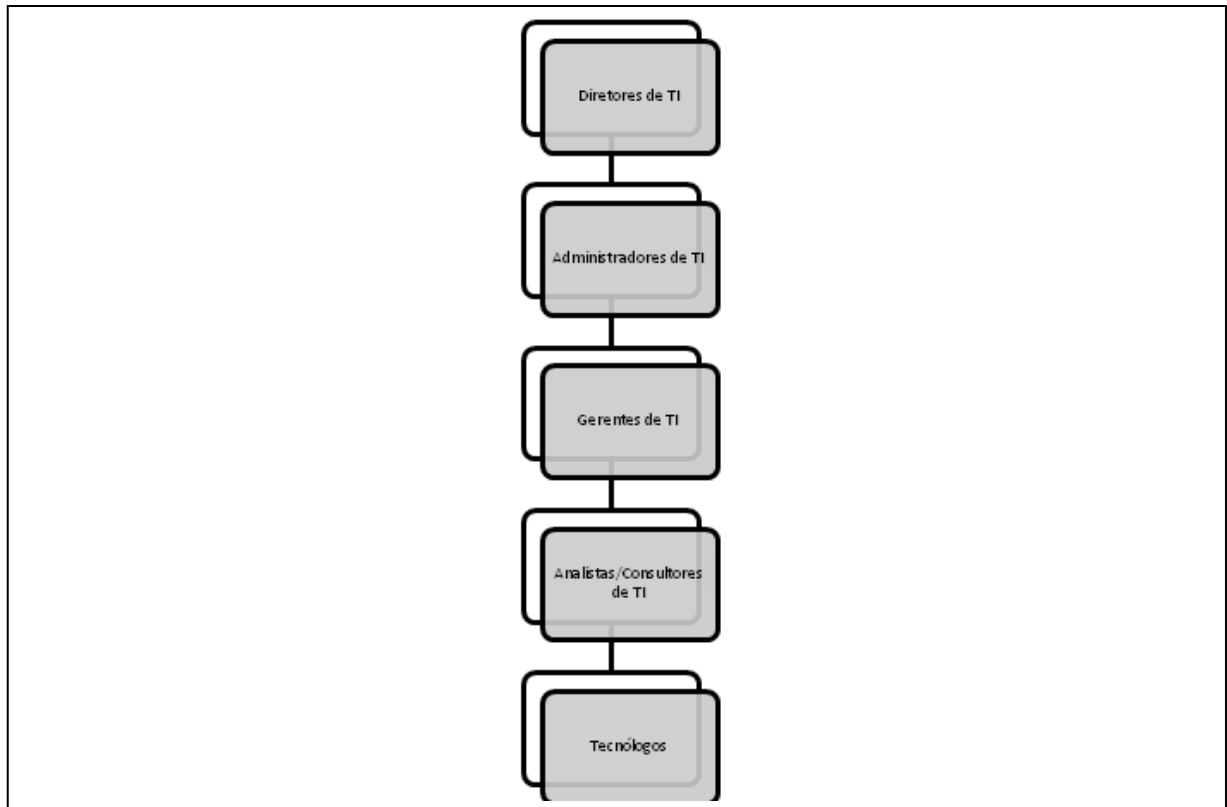 Diretores de TI
Administradores de TI
Gerentes de TI
Analistas/Consultores
de TI
Tecnólogos